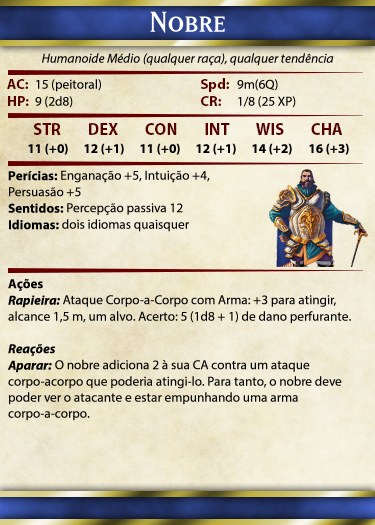 Nobre
Humanoide Médio (qualquer raça), qualquer tendência
AC: 15 (peitoral) Spd: 9m(6Q)
HP: 9 (2d8) CR: 1/8 (25 XP)
STR DEX CON INT WIS CHA
11 (+0) 12 (+1) 11 (+0) 12 (+1) 14 (+2) 16 (+3)
Perícias: Enganação +5, Intuição +4,
Persuasão +5
Sentidos: Percepção passiva 12
Idiomas: dois idiomas quaisquer
Ações
Rapieira: Ataque Corpo-a-Corpo com Arma: +3 para atingir,
alcance 1,5 m, um alvo. Acerto: 5 (1d8 + 1) de dano perfurante.
Reações
Aparar: O nobre adiciona 2 à sua CA contra um ataque
corpo-acorpo que poderia atingi-lo. Para tanto, o nobre deve
poder ver o atacante e estar empunhando uma arma
corpo-a-corpo.